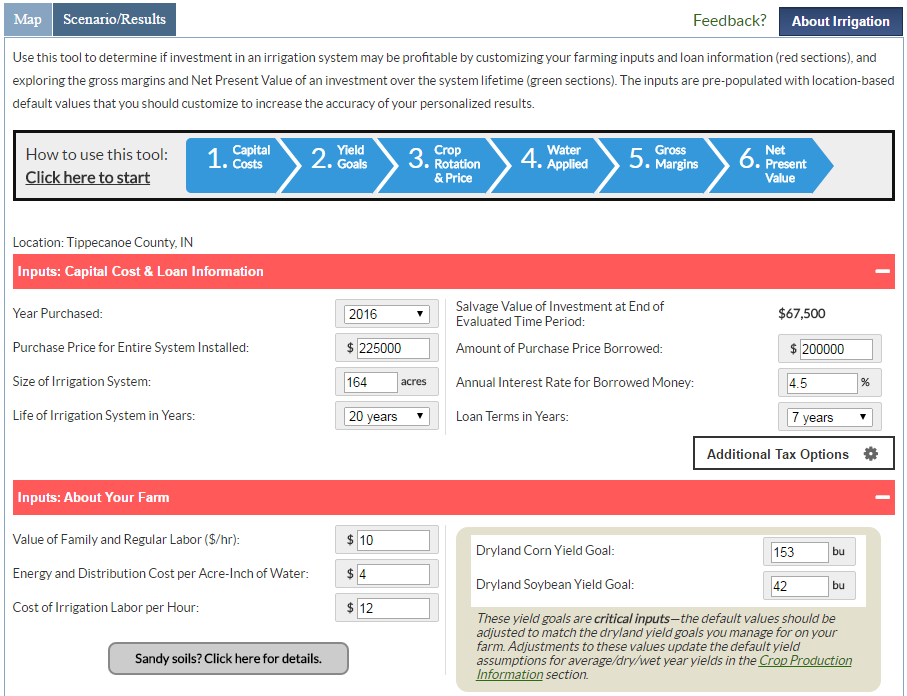 Map Scenario/Results Feedback? About Irrigation
Use this tool to determine if investment in an irrigation system may be profitable by customizing your farming inputs and loan information (red sections), and
exploring the gross margins and Net Present Value of an investment over the system lifetime (green sections). The inputs are pre-populated with location-based
default values that you should customize to increase the accuracy of your personalized results.
How to use this tool:
Click here to start
1. Capital Costs
2. Yield Goals
3. Crop Rotation & Price
4. Water Applied
5. Gross Margins
6. Net Present Value
Location: Tippecanoe County, IN
Inputs: Capital Cost & Loan Information
Year Purchased: 2016
Purchase Price for Entire System Installed: $ 225000
Size of Irrigation System: 164 acres
Life of Irrigation System in Years: 20 years
Salvage Value of Investment at End of
Evaluated Time Period: $67,500
Amount of Purchase Price Borrowed: $ 200000
Annual Interest Rate for Borrowed Money: 4.5 %
Loan Terms in Years: 7 years
Additional Tax Options
Inputs: About Your Farm
Value of Family and Regular Labor ($/hr): $ 10
Energy and Distribution Cost per Acre-Inch of Water: $ 4
Cost of Irrigation Labor per Hour: $ 12
Sandy soils? Click here for details.
Dryland Corn Yield Goal: 153 bu
Dryland Soybean Yield Goal: 42 bu
These yield goals are critical inputs—the default values should be
adjusted to match the dryland yield goals you manage for on your
farm. Adjustments to these values update the default yield
assumptions for average/dry/wet year yields in the Crop Production
Information section.